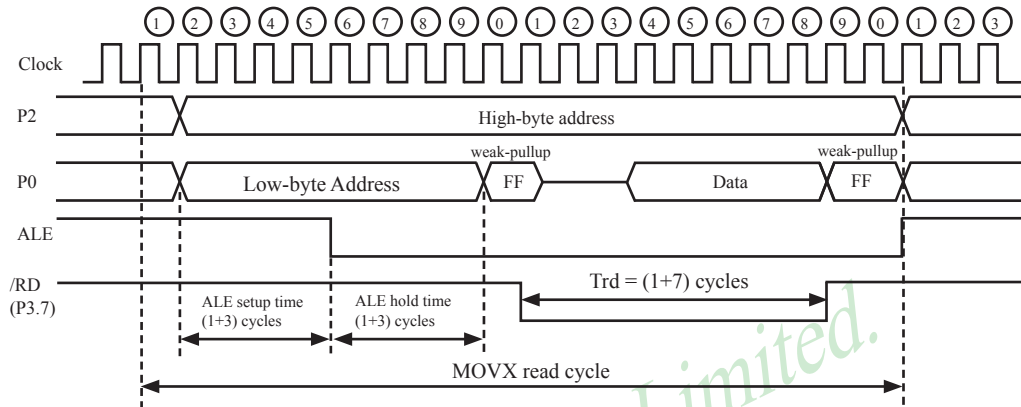 1 2 3 4 5 6 7 8 9 0 1 2 3 4 5 6 7 8 9 0 1 2 3
Clock
P2
High-byte address
P0
Low-byte Address
weak-pullup
FF
Data
weak-pullup
FF
ALE
/RD
(P3.7)
ALE setup time
(1+3) cycles
ALE hold time
(1+3) cycles
Trd = (1+7) cycles
MOVX read cycle
Limited.